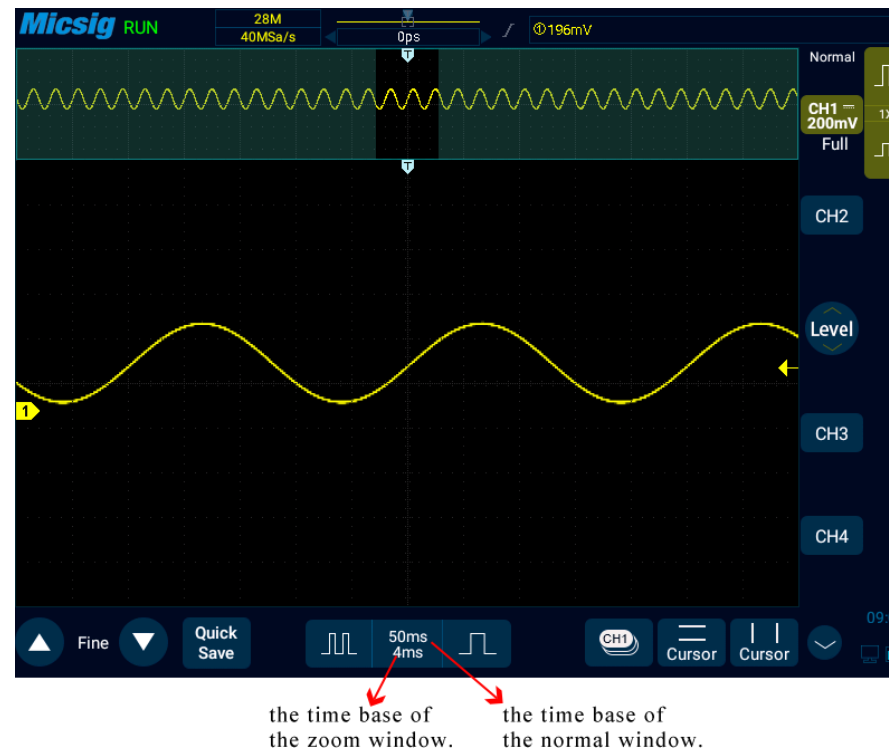 Micsig RUN
28M
40MSa/s
0ps
①196mV
T
Normal
CH1
200mV
1X
Full
T
CH2
Level
1
CH3
CH4
09:
Fine
Quick
Save
50ms
4ms
CH1
Cursor
Cursor
the time base of
the zoom window.
the time base of
the normal window.